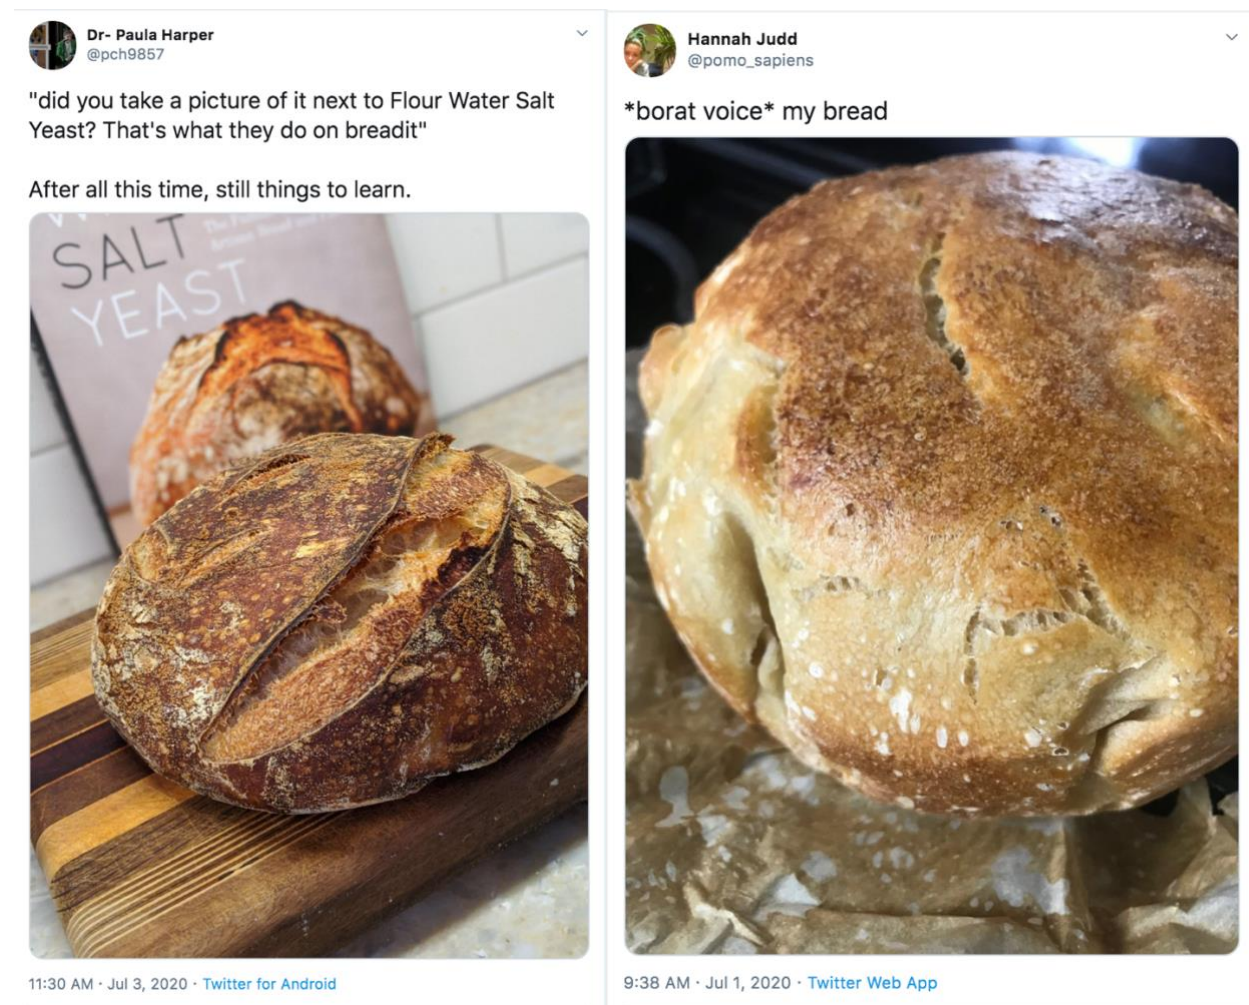 Dr- Paula Harper
@pch9857
"did you take a picture of it next to Flour Water Salt
Yeast? That's what they do on breadit"
After all this time, still things to learn.
SALT
YEAST
11:30 AM · Jul 3, 2020 · Twitter for Android
Hannah Judd
@pomo_sapiens
*borat voice* my bread
9:38 AM · Jul 1, 2020 · Twitter Web App